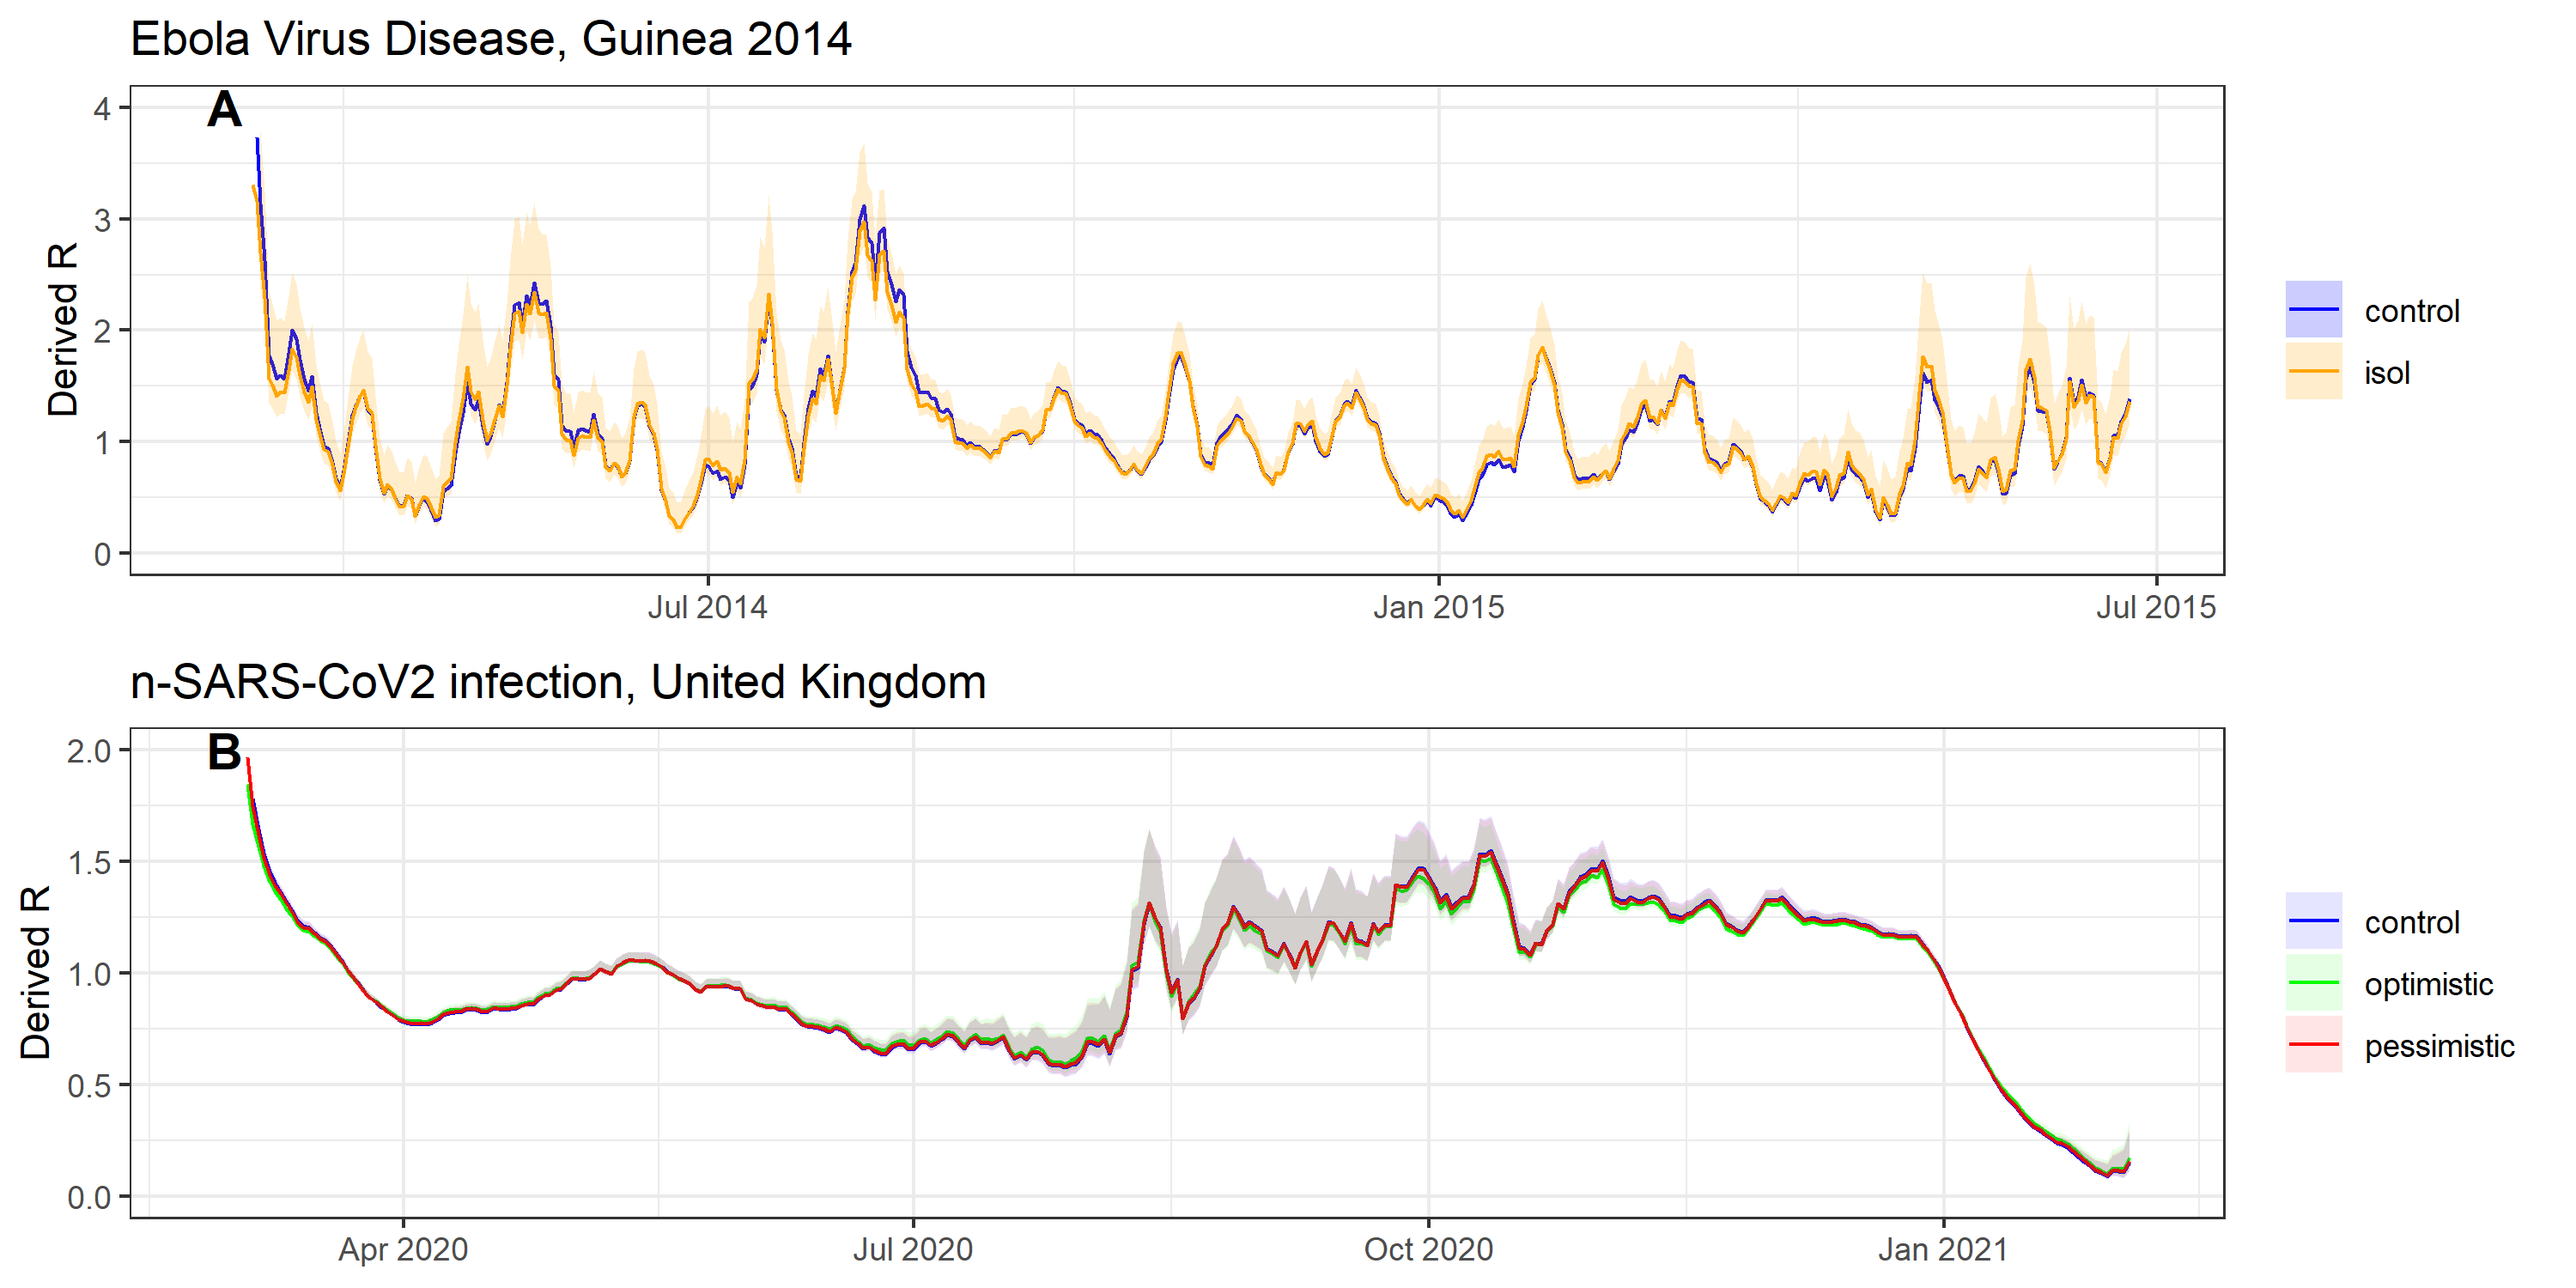 Ebola Virus Disease, Guinea 2014
A
4
3
2
1
0
Derived R
Jul 2014
Jan 2015
Jul 2015
control
isol
n-SARS-CoV2 infection, United Kingdom
B
2.0
1.5
1.0
0.5
0.0
Derived R
Apr 2020
Jul 2020
Oct 2020
Jan 2021
control
optimistic
pessimistic